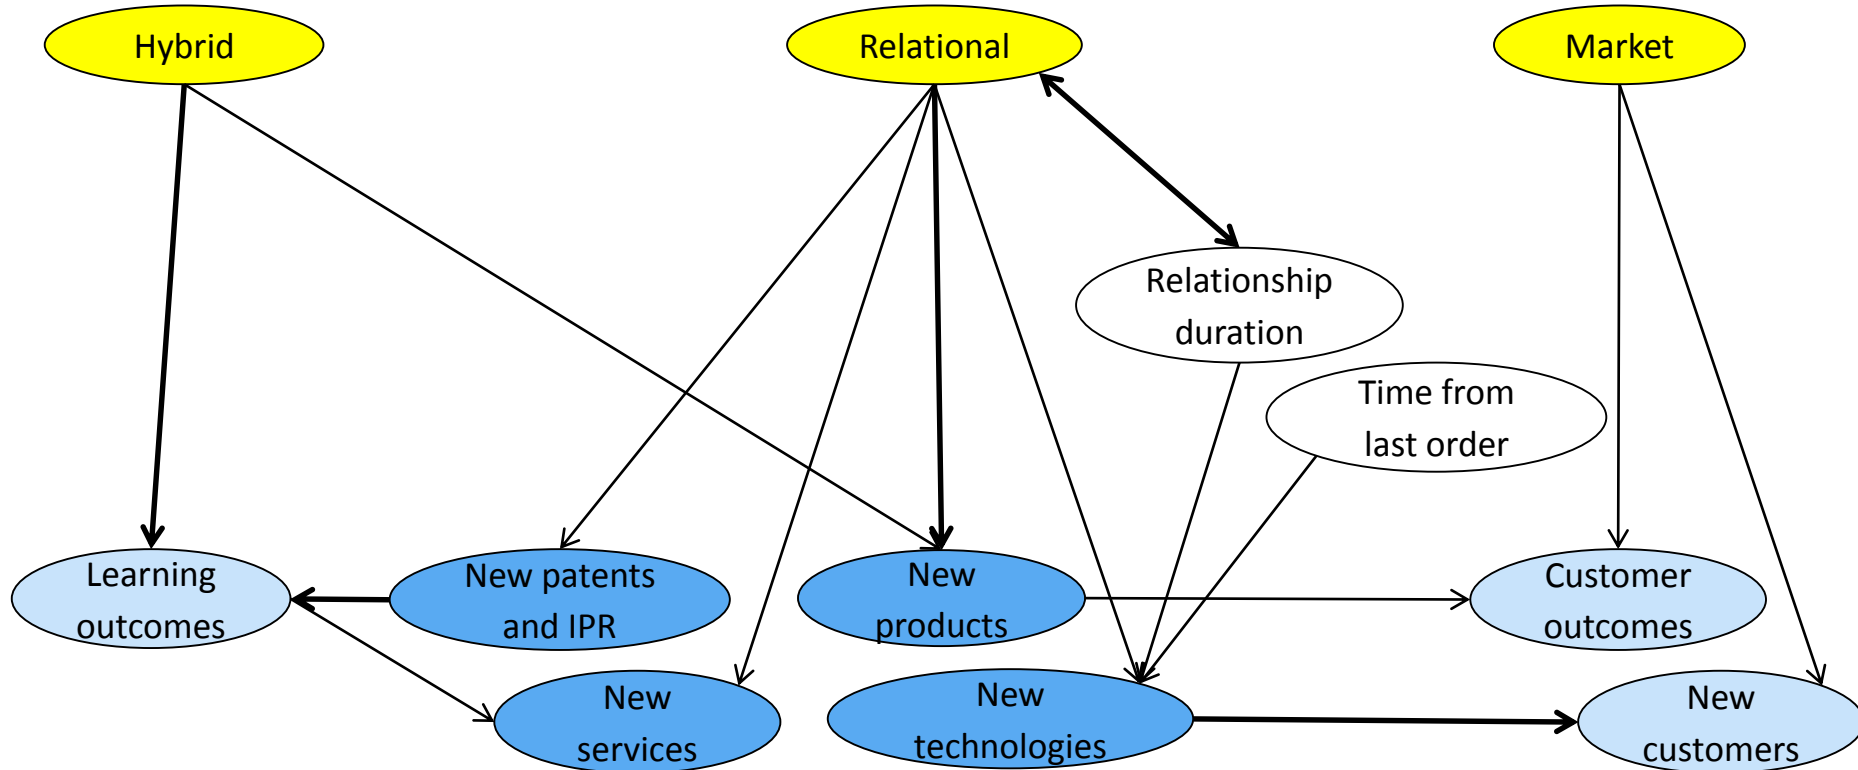 Hybrid
Relational
Market
Relationship
duration
Time from
last order
Learning
outcomes
New patents
and IPR
New
products
Customer
outcomes
New
services
New
technologies
New
customers